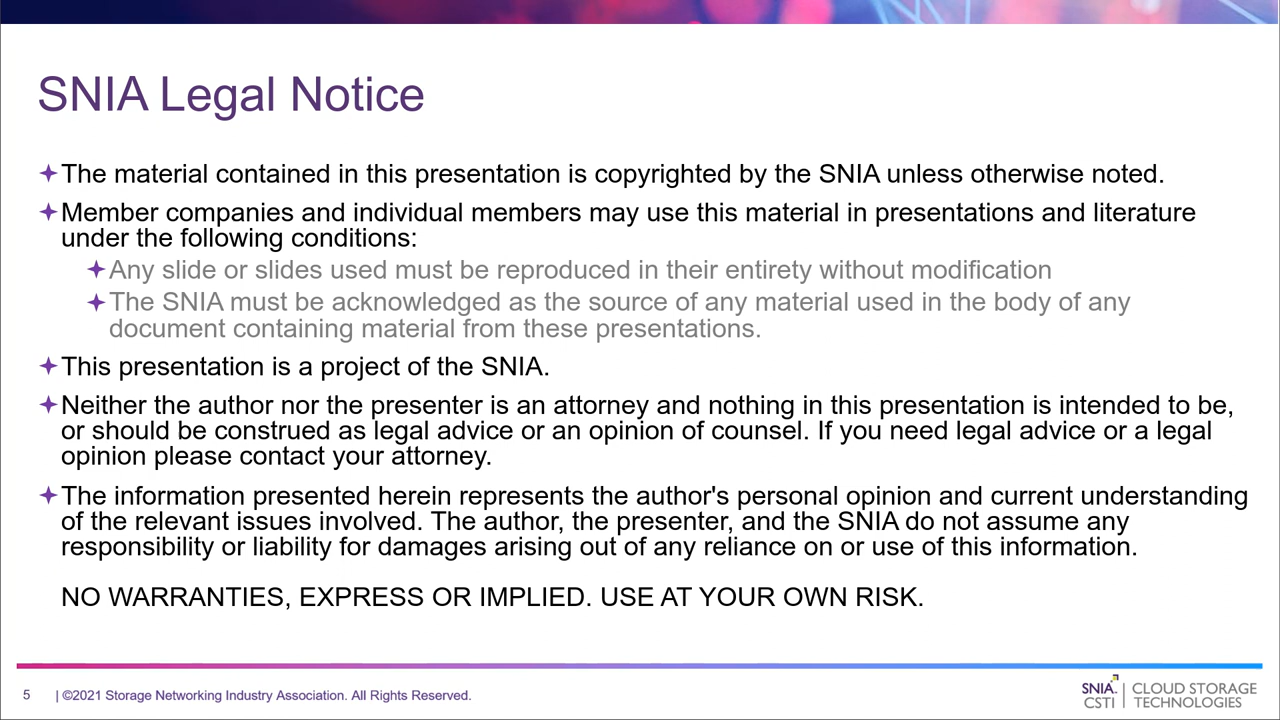 SNIA Legal Notice
The material contained in this presentation is copyrighted by the SNIA unless otherwise noted.
Member companies and individual members may use this material in presentations and literature
under the following conditions:
Any slide or slides used must be reproduced in their entirety without modification
The SNIA must be acknowledged as the source of any material used in the body of any
document containing material from these presentations.
This presentation is a project of the SNIA.
Neither the author nor the presenter is an attorney and nothing in this presentation is intended to be,
or should be construed as legal advice or an opinion of counsel. If you need legal advice or a legal
opinion please contact your attorney.
The information presented herein represents the author's personal opinion and current understanding
of the relevant issues involved. The author, the presenter, and the SNIA do not assume any
responsibility or liability for damages arising out of any reliance on or use of this information.
NO WARRANTIES, EXPRESS OR IMPLIED. USE AT YOUR OWN RISK.
5 | ©2021 Storage Networking Industry Association. All Rights Reserved.
SNIA. | CLOUD STORAGE
CSTI | TECHNOLOGIES